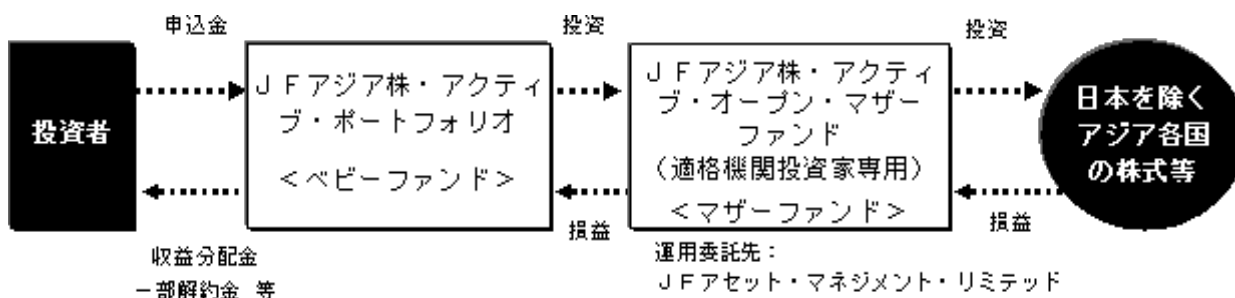 申込金
投資
投資
投資者
JFアジア株・アクティ
ブ・ポートフォリオ
<ベビーファンド>
JFアジア株・アクティ
ブ・オープン・マザー
ファンド
(適格機関投資家専用)
<マザーファンド>
日本を除く
アジア各国
の株式等
損益
損益
収益分配金
一部解約金 等
運用委託先:
JFアセット・マネジメント・リミテッド